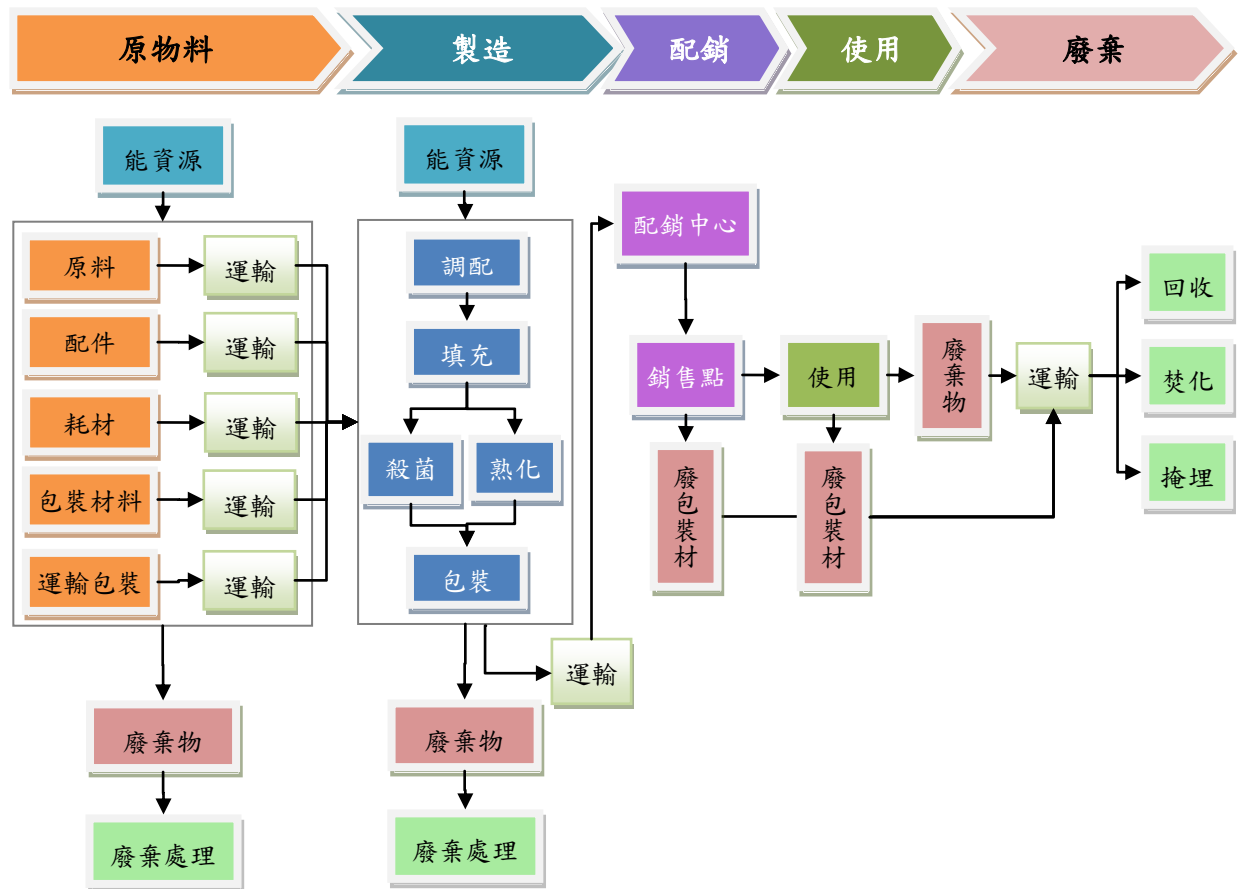 原物料
製造
配銷
使用
廢棄
能資源
原料
運輸
配件
運輸
耗材
運輸
包裝材料
運輸
運輸包裝
運輸
廢棄物
廢棄處理
能資源
調配
填充
殺菌
熟化
包裝
運輸
廢棄物
廢棄處理
配銷中心
銷售點
廢包裝材
使用
廢包裝材
廢棄物
運輸
回收
焚化
掩埋